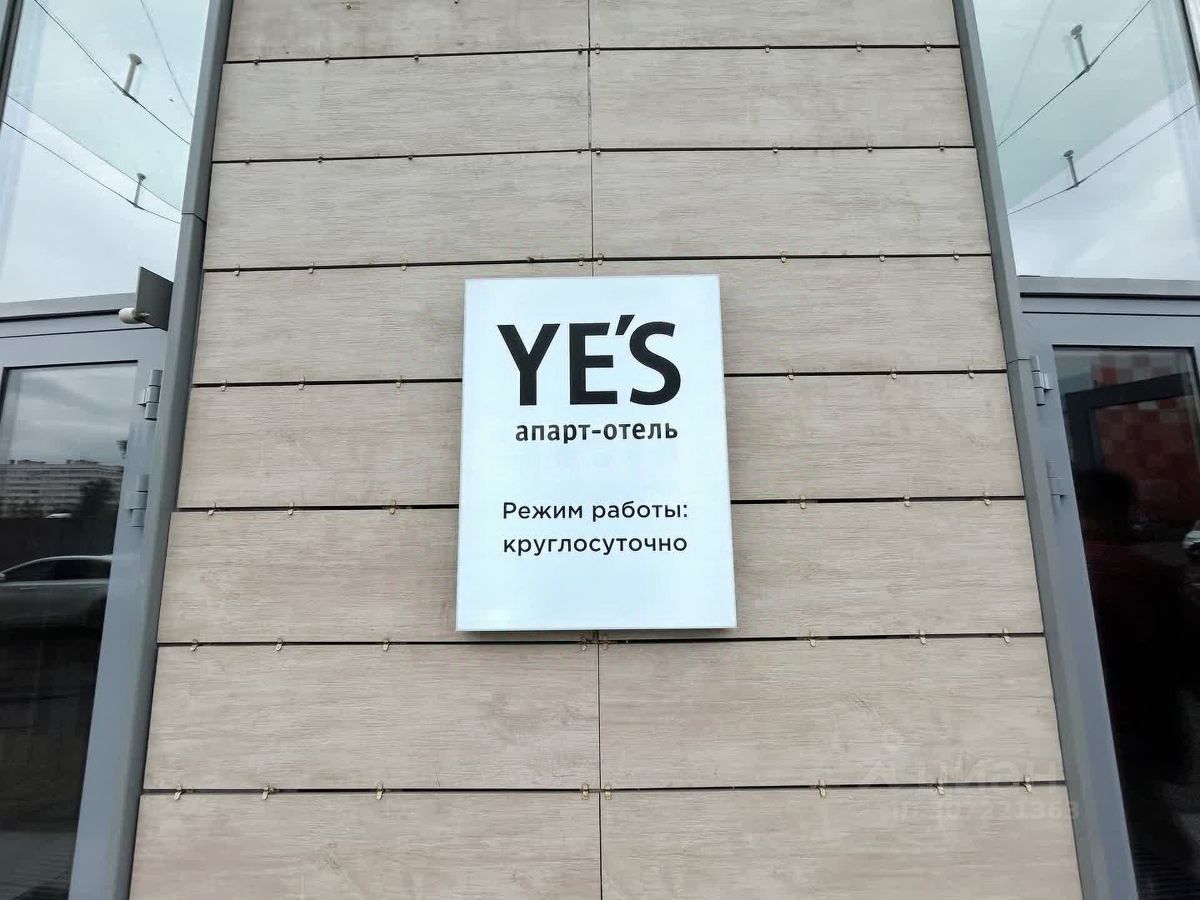 YE'S
апарт-отель
Режим работы:
круглосуточно